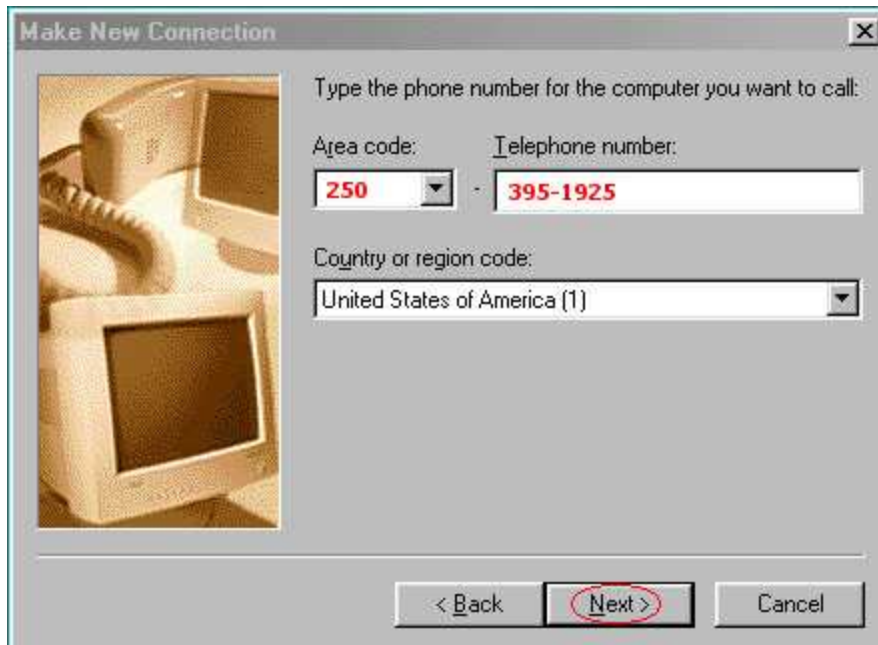 Make New Connection
Type the phone number for the computer you want to call:
Area code: Telephone number:
250 - 395-1925
Country or region code:
United States of America (1)
< Back Next > Cancel